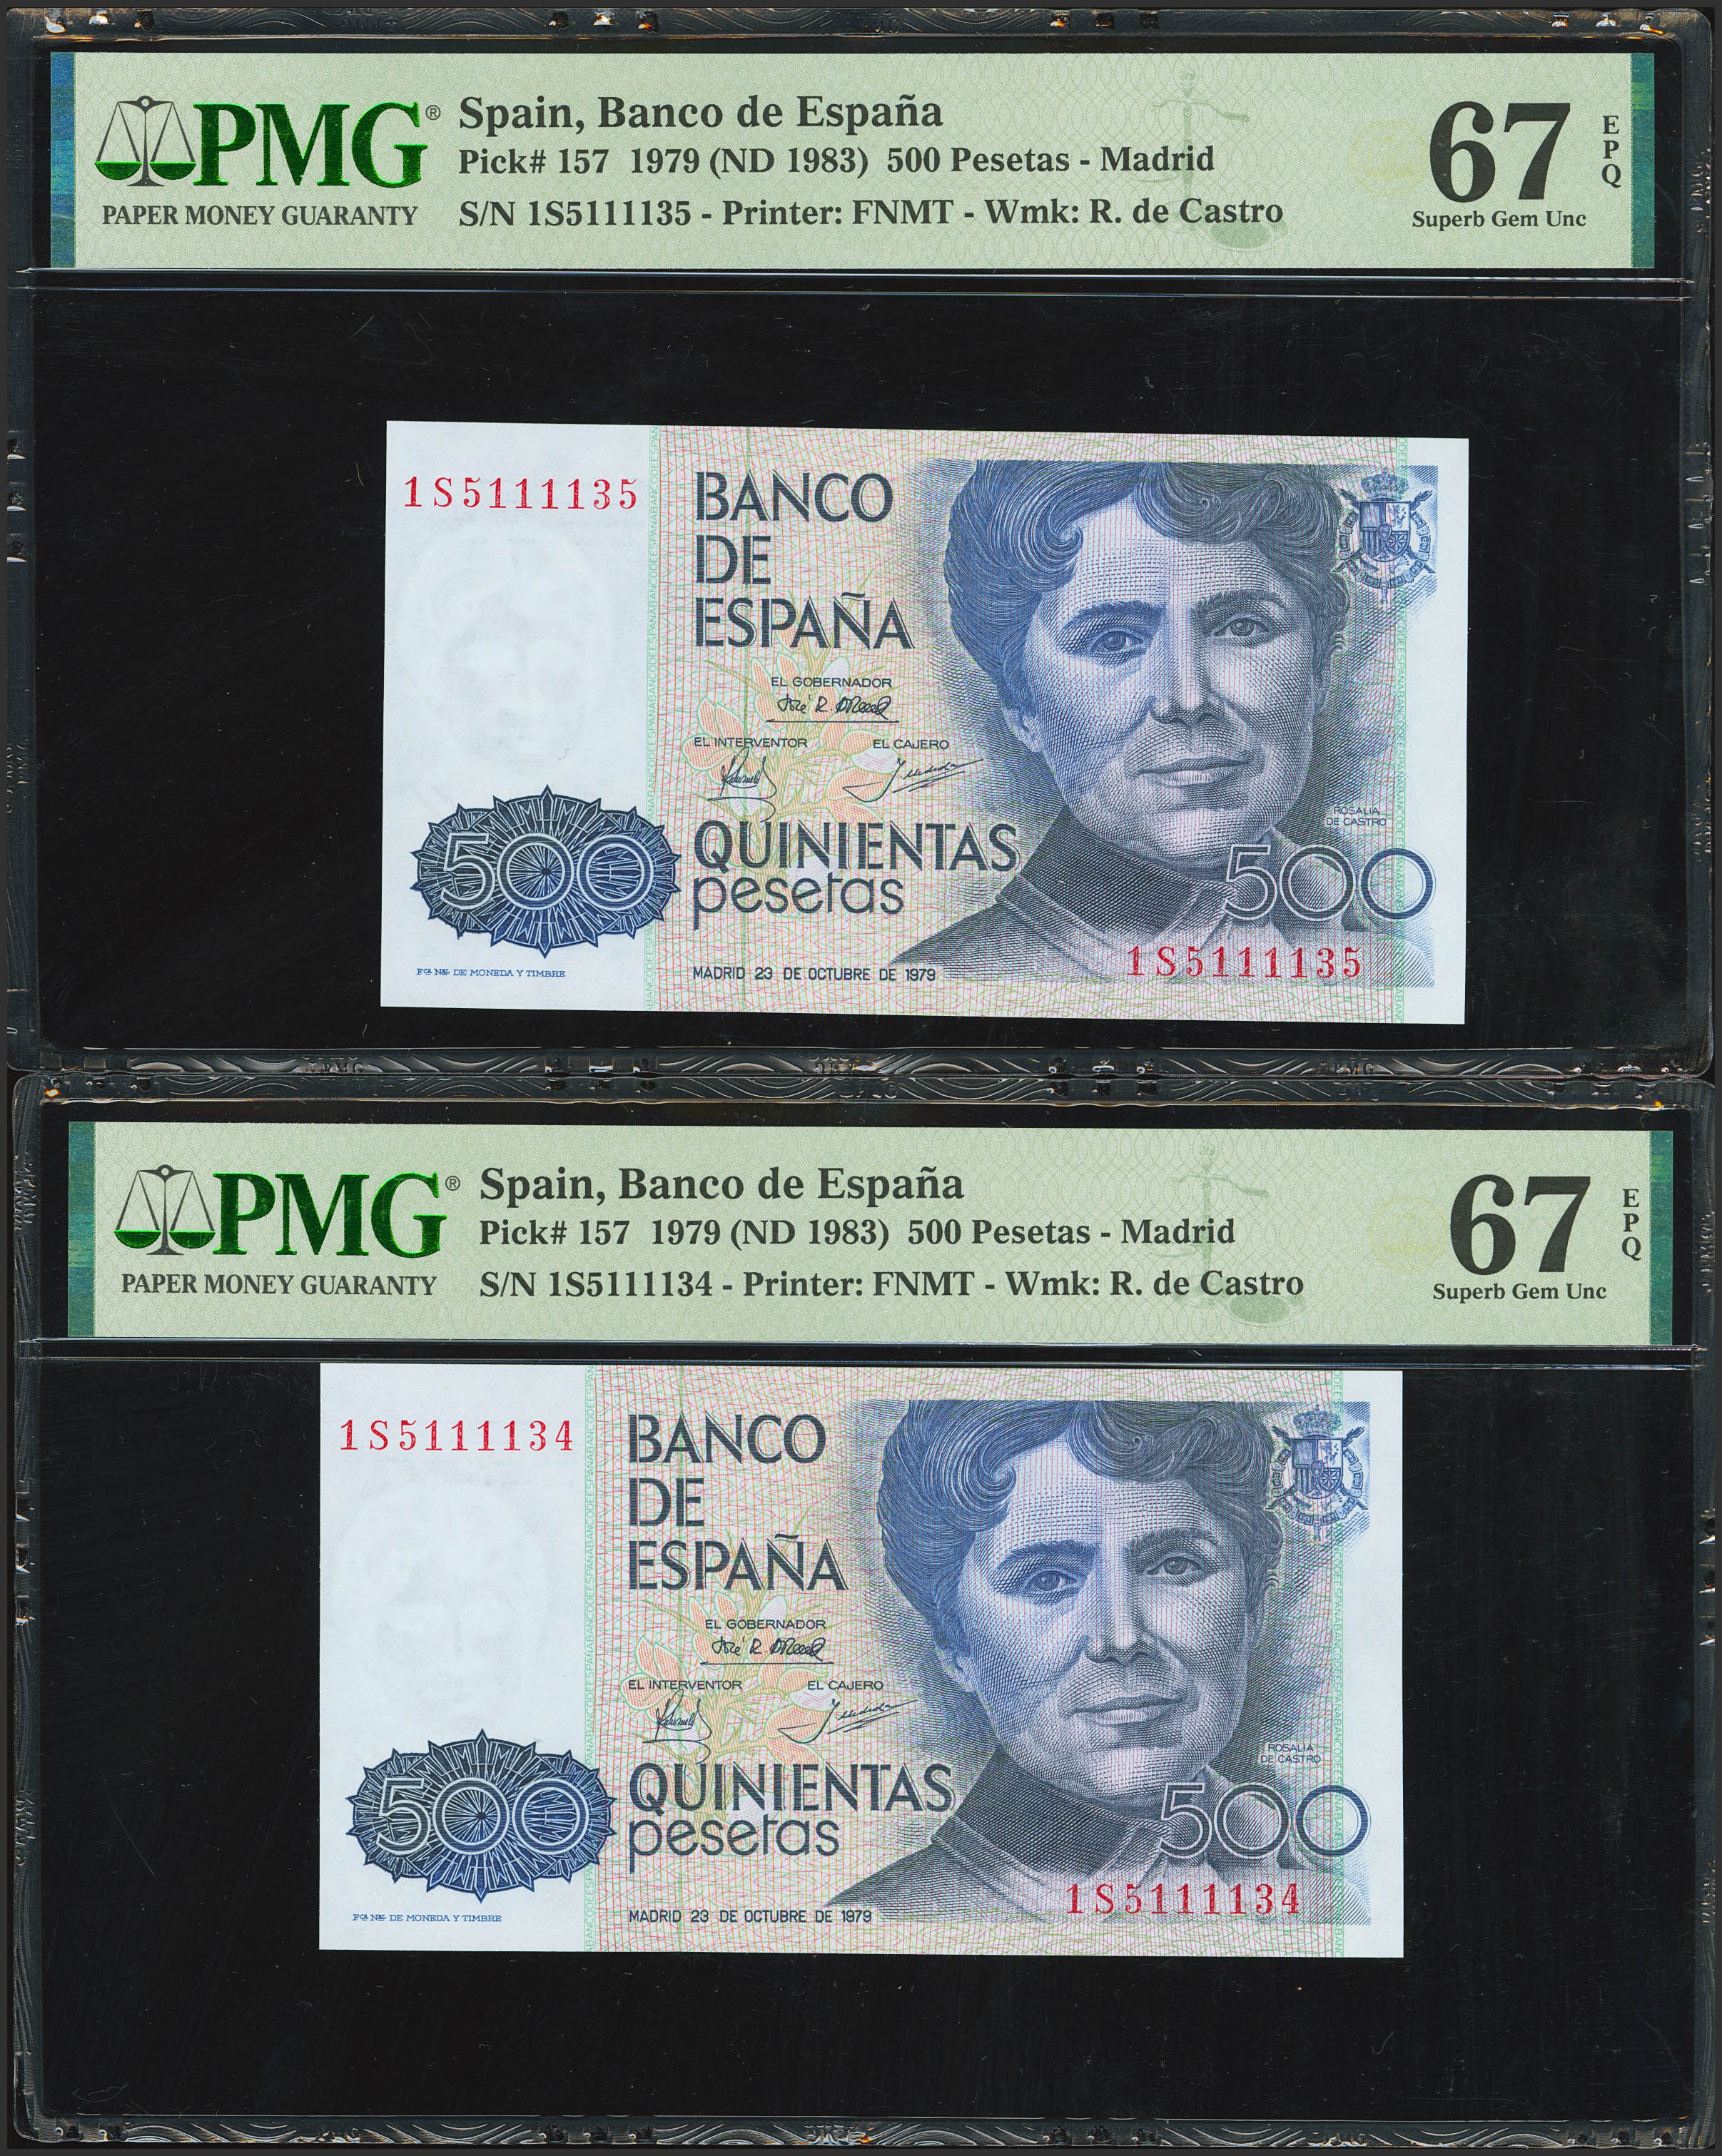 PMG®
PAPER MONEY GUARANTY
Spain, Banco de España
Pick# 157 1979 (ND 1983) 500 Pesetas - Madrid
S/N 1S5111135 - Printer: FNMT - Wmk: R. de Castro
67
EPQ
Superb Gem Unc
1S5111135
BANCO
DE
ESPAÑA
EL GOBERNADOR
EL INTERVENTOR EL CAJERO
ROSALIA
DE CASTRO
QUINIENTAS
pesetas
500
500
1S5111135
Fca Nal DE MONEDA Y TIMBRE
MADRID 23 DE OCTUBRE DE 1979
PMG®
PAPER MONEY GUARANTY
Spain, Banco de España
Pick# 157 1979 (ND 1983) 500 Pesetas - Madrid
S/N 1S5111134 - Printer: FNMT - Wmk: R. de Castro
67
EPQ
Superb Gem Unc
1S5111134
BANCO
DE
ESPAÑA
EL GOBERNADOR
EL INTERVENTOR EL CAJERO
ROSALIA
DE CASTRO
QUINIENTAS
pesetas
500
500
1S5111134
Fca Nal DE MONEDA Y TIMBRE
MADRID 23 DE OCTUBRE DE 1979